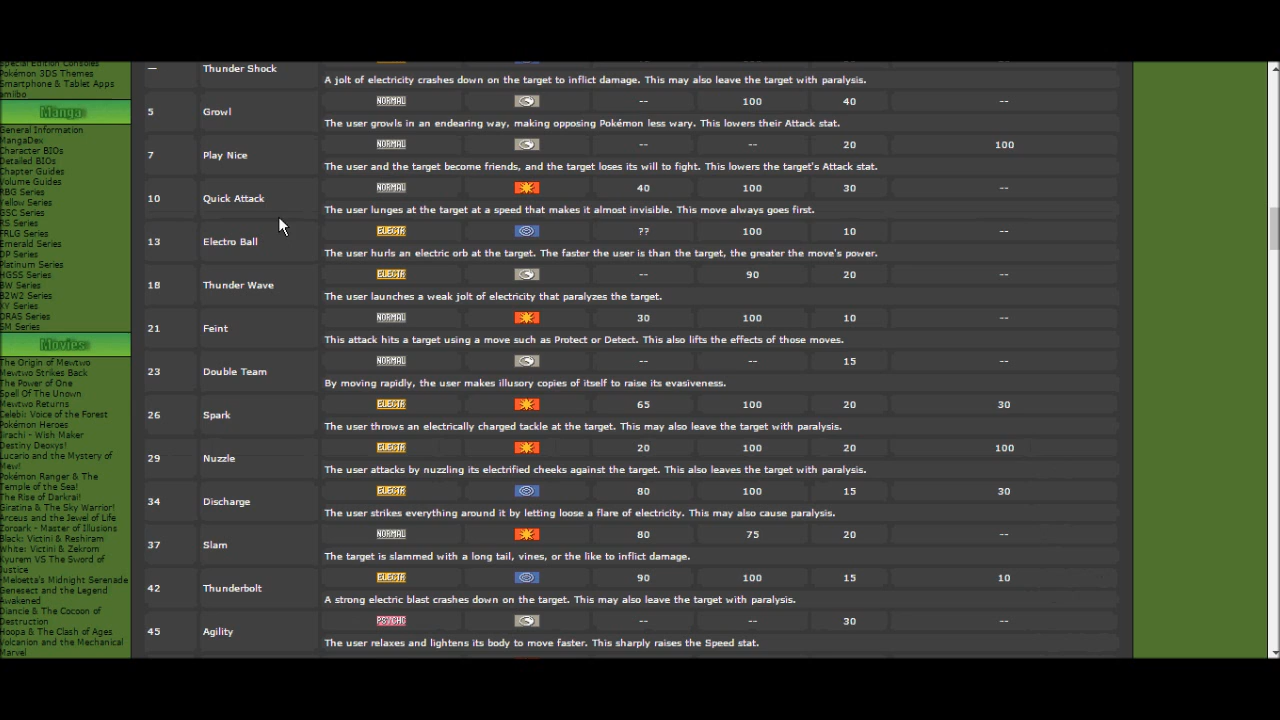 Special Edition Consoles
Pokémon 3DS Themes
Smartphone & Tablet Apps
amiibo
Manga:
General Information
MangaDex
Character BIOs
Detailed BIOs
Chapter Guides
Volume Guides
RBG Series
Yellow Series
GSC Series
RS Series
FRLG Series
Emerald Series
DP Series
Platinum Series
HGSS Series
BW Series
B2W2 Series
XY Series
ORAS Series
SM Series
Movies:
The Origin of Mewtwo
Mewtwo Strikes Back
The Power of One
Spell Of The Unown
Mewtwo Returns
Celebi: Voice of the Forest
Pokémon Heroes
Jirachi - Wish Maker
Destiny Deoxys!
Lucario and the Mystery of
Mew!
Pokémon Ranger & The
Temple of the Sea!
The Rise of Darkrai!
Giratina & The Sky Warrior!
Arceus and the Jewel of Life
Zoroark - Master of Illusions
Black: Victini & Reshiram
White: Victini & Zekrom
Kyurem VS The Sword of
Justice
-Meloetta's Midnight Serenade
Genesect and the Legend
Awakened
Diancie & The Cocoon of
Destruction
Hoopa & The Clash of Ages
Volcanion and the Mechanical
Marvel
— Thunder Shock
A jolt of electricity crashes down on the target to inflict damage. This may also leave the target with paralysis.
5 Growl NORMAL -- 100 40 --
The user growls in an endearing way, making opposing Pokémon less wary. This lowers their Attack stat.
7 Play Nice NORMAL -- -- 20 100
The user and the target become friends, and the target loses its will to fight. This lowers the target's Attack stat.
10 Quick Attack NORMAL 40 100 30 --
The user lunges at the target at a speed that makes it almost invisible. This move always goes first.
13 Electro Ball ELECTR ?? 100 10 --
The user hurls an electric orb at the target. The faster the user is than the target, the greater the move's power.
18 Thunder Wave ELECTR -- 90 20 --
The user launches a weak jolt of electricity that paralyzes the target.
21 Feint NORMAL 30 100 10 --
This attack hits a target using a move such as Protect or Detect. This also lifts the effects of those moves.
23 Double Team NORMAL -- -- 15 --
By moving rapidly, the user makes illusory copies of itself to raise its evasiveness.
26 Spark ELECTR 65 100 20 30
The user throws an electrically charged tackle at the target. This may also leave the target with paralysis.
29 Nuzzle ELECTR 20 100 20 100
The user attacks by nuzzling its electrified cheeks against the target. This also leaves the target with paralysis.
34 Discharge ELECTR 80 100 15 30
The user strikes everything around it by letting loose a flare of electricity. This may also cause paralysis.
37 Slam NORMAL 80 75 20 --
The target is slammed with a long tail, vines, or the like to inflict damage.
42 Thunderbolt ELECTR 90 100 15 10
A strong electric blast crashes down on the target. This may also leave the target with paralysis.
45 Agility PSYCHC -- -- 30 --
The user relaxes and lightens its body to move faster. This sharply raises the Speed stat.